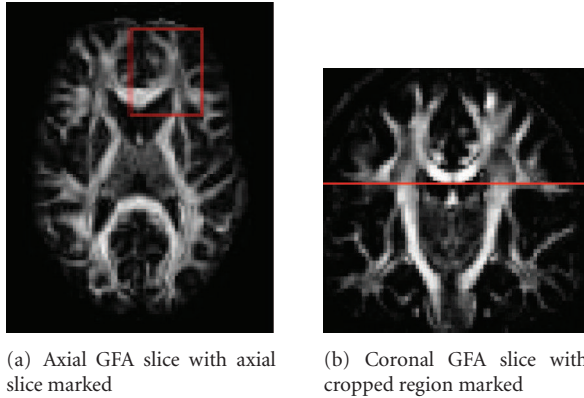 (a) Axial GFA slice with axial
slice marked
(b) Coronal GFA slice with
cropped region marked